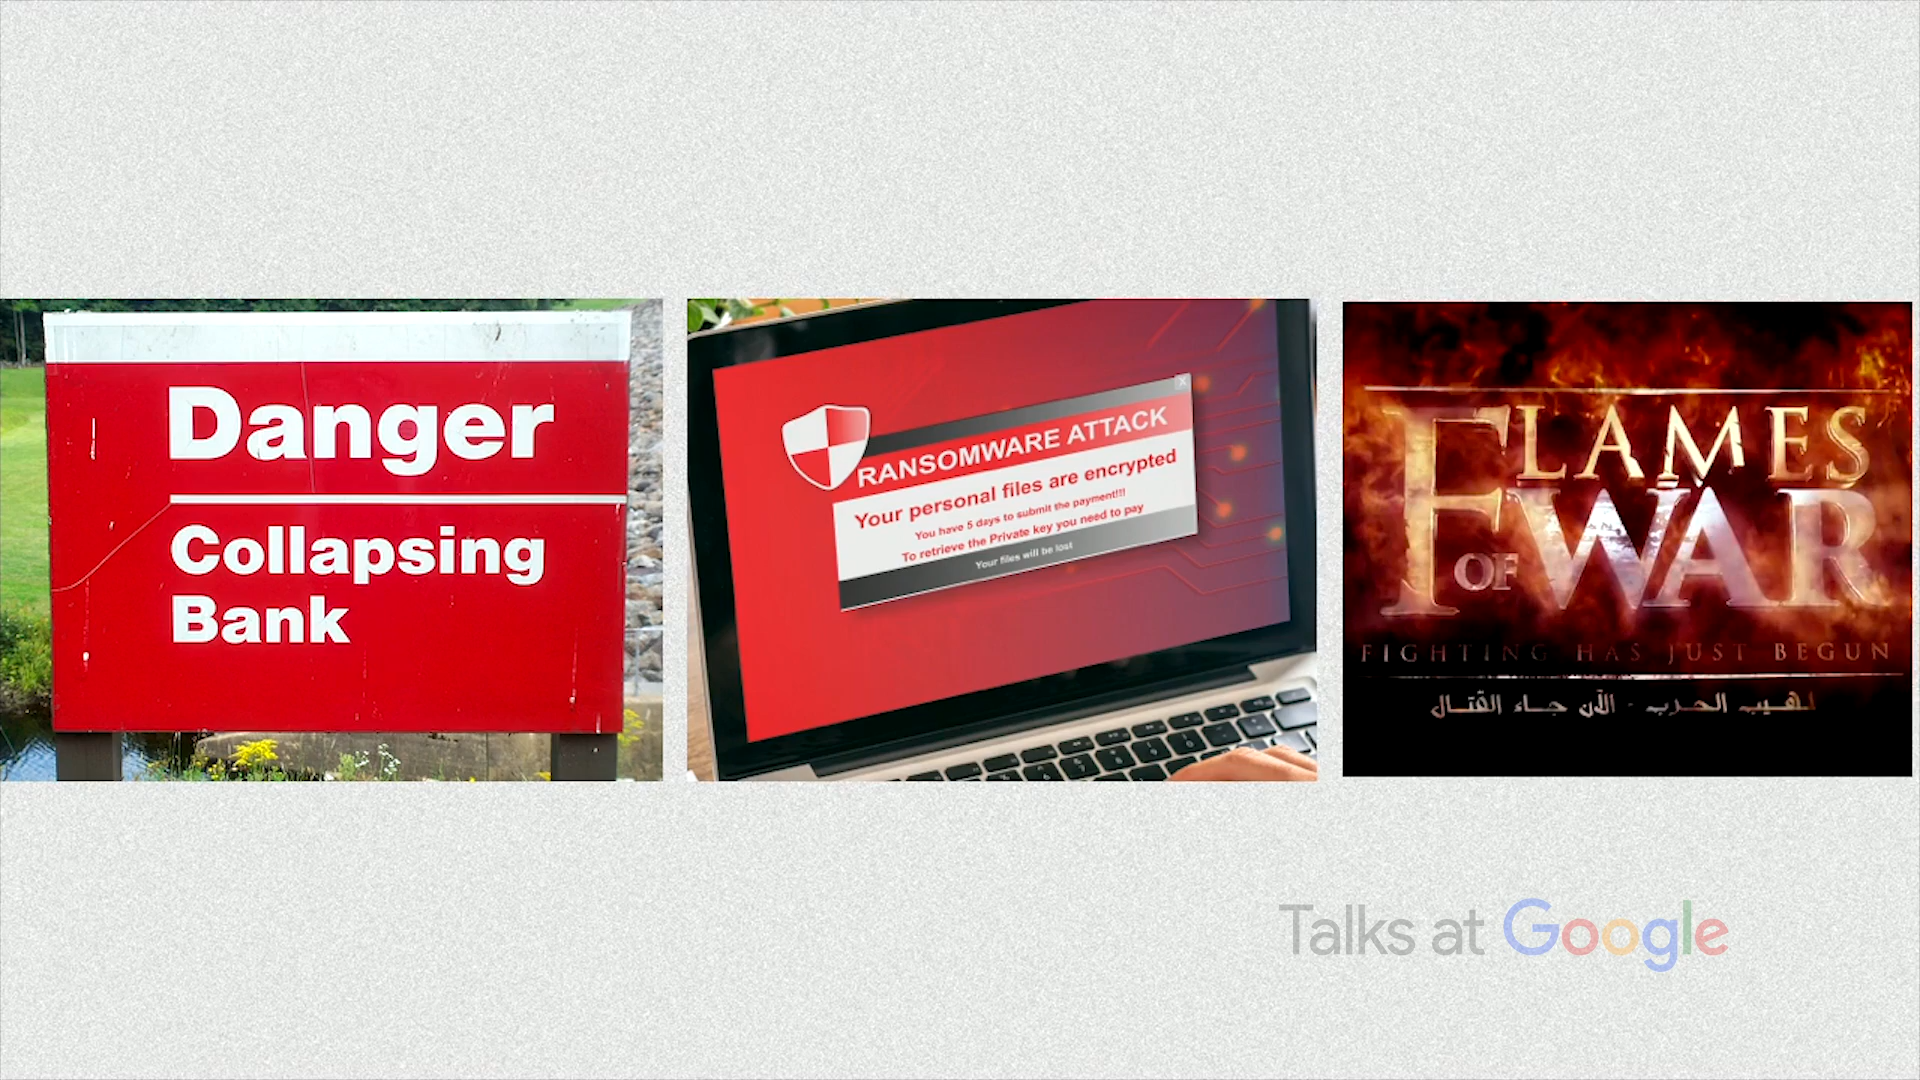 Danger
Collapsing
Bank
X
RANSOMWARE ATTACK
Your personal files are encrypted
You have 5 days to submit the payment!!!
To retrieve the Private key you need to pay
Your files will be lost
FLAMES
OF WAR
FIGHTING HAS JUST BEGUN
لهيب الحرب - الآن جاء القتال
Talks at Google